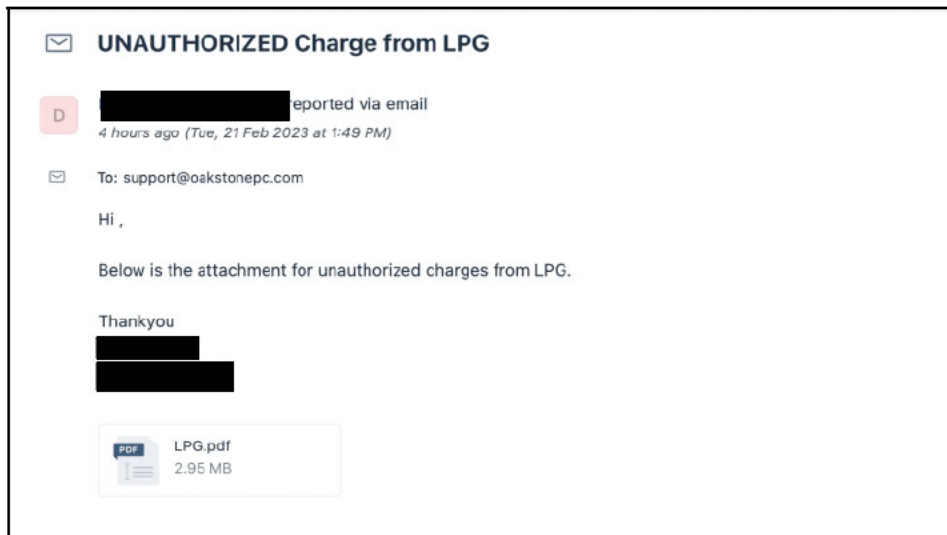 UNAUTHORIZED Charge from LPG
D
reported via email
4 hours ago (Tue, 21 Feb 2023 at 1:49 PM)
To: support@oakstonepc.com
Hi ,
Below is the attachment for unauthorized charges from LPG.
Thankyou
PDF
LPG.pdf
2.95 MB